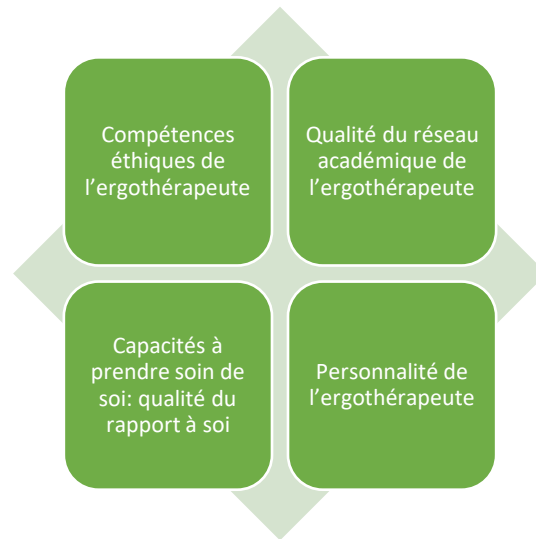 Compétences
éthiques de
l’ergothérapeute
Qualité du réseau
académique de
l’ergothérapeute
Capacités à
prendre soin de
soi: qualité du
rapport à soi
Personnalité de
l’ergothérapeute